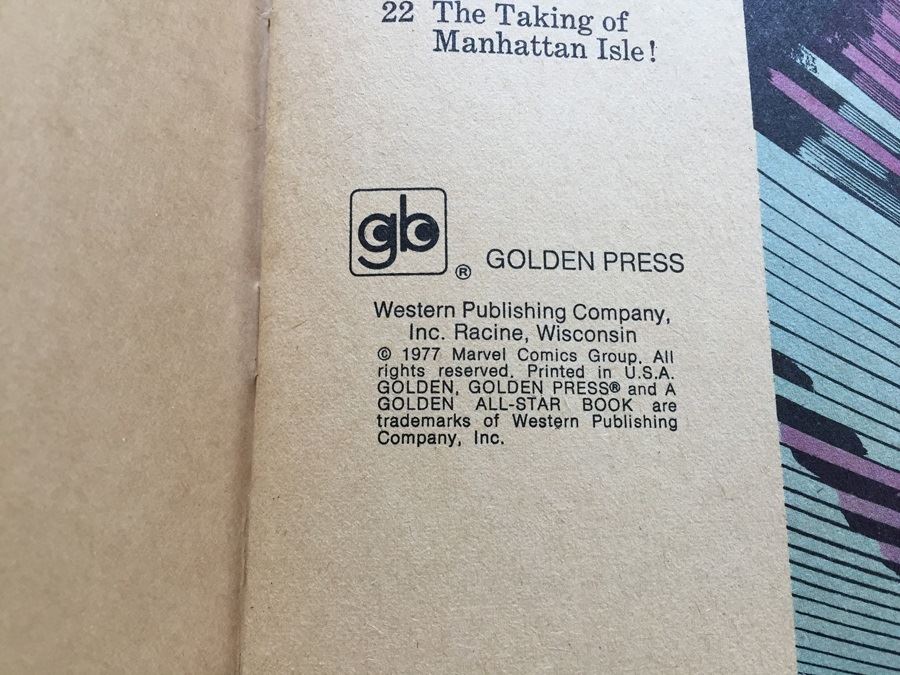 22 The Taking of
Manhattan Isle!
gb
® GOLDEN PRESS
Western Publishing Company,
Inc. Racine, Wisconsin
© 1977 Marvel Comics Group. All
rights reserved. Printed in U.S.A.
GOLDEN, GOLDEN PRESS® and A
GOLDEN ALL-STAR BOOK are
trademarks of Western Publishing
Company, Inc.